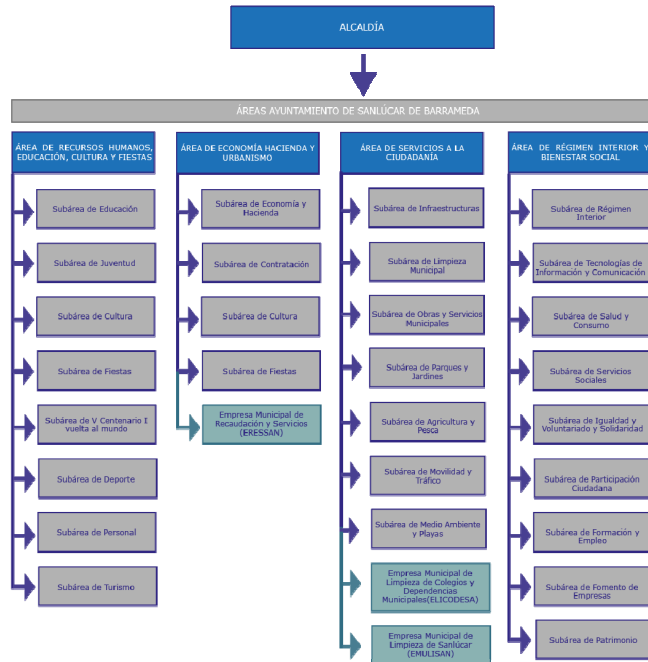 ALCALDÍA
ÁREAS AYUNTAMIENTO DE SANLÚCAR DE BARRAMEDA
ÁREA DE RECURSOS HUMANOS,
EDUCACIÓN, CULTURA Y FIESTAS
Subárea de Educación
Subárea de Juventud
Subárea de Cultura
Subárea de Fiestas
Subárea de V Centenario I
vuelta al mundo
Subárea de Deporte
Subárea de Personal
Subárea de Turismo
ÁREA DE ECONOMÍA HACIENDA Y
URBANISMO
Subárea de Economía y
Hacienda
Subárea de Contratación
Subárea de Cultura
Subárea de Fiestas
Empresa Municipal de
Recaudación y Servicios
(ERESSAN)
ÁREA DE SERVICIOS A LA
CIUDADANÍA
Subárea de Infraestructuras
Subárea de Limpieza
Municipal
Subárea de Obras y Servicios
Municipales
Subárea de Parques y
Jardines
Subárea de Agricultura y
Pesca
Subárea de Movilidad y
Tráfico
Subárea de Medio Ambiente
y Playas
Empresa Municipal de
Limpieza de Colegios y
Dependencias
Municipales(ELICODESA)
Empresa Municipal de
Limpieza de Sanlúcar
(EMULISAN)
ÁREA DE RÉGIMEN INTERIOR Y
BIENESTAR SOCIAL
Subárea de Régimen
Interior
Subárea de Tecnologías de
Información y Comunicación
Subárea de Salud y
Consumo
Subárea de Servicios
Sociales
Subárea de Igualdad y
Voluntariado y Solidaridad
Subárea de Participación
Ciudadana
Subárea de Formación y
Empleo
Subárea de Fomento de
Empresas
Subárea de Patrimonio